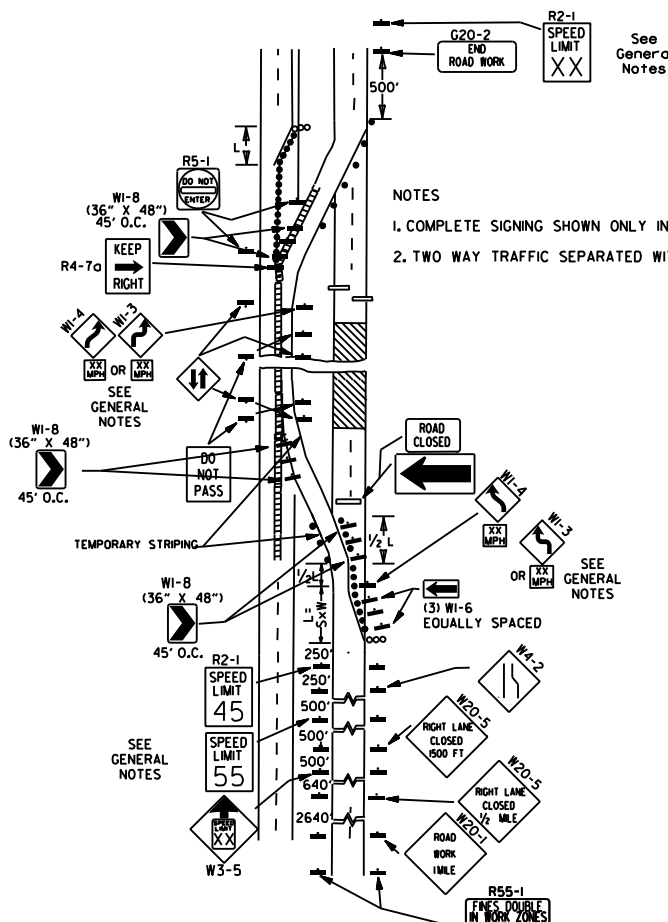 R2-1
SPEED
LIMIT
XX
See
General
Notes
G20-2
END
ROAD WORK
500'
L
R5-1
DO NOT
ENTER
W1-8
(36" X 48")
45' O.C.
KEEP
RIGHT
R4-7a
NOTES
1. COMPLETE SIGNING SHOWN ONLY IN
2. TWO WAY TRAFFIC SEPARATED WIT
W1-4
W1-3
XX
MPH
OR
XX
MPH
SEE
GENERAL
NOTES
W1-8
(36" X 48")
45' O.C.
DO
NOT
PASS
ROAD
CLOSED
W1-4
XX
MPH
W1-3
OR
XX
MPH
SEE
GENERAL
NOTES
TEMPORARY STRIPING
1/2 L
1/2L
L=
SxW
W1-8
(36" X 48")
45' O.C.
(3) W1-6
EQUALLY SPACED
R2-1
SPEED
LIMIT
45
250'
250'
500'
500'
500'
640'
2640'
W4-2
SEE
GENERAL
NOTES
SPEED
LIMIT
55
W20-5
RIGHT LANE
CLOSED
1500 FT
SPEED
LIMIT
XX
W3-5
W20-5
RIGHT LANE
CLOSED
1/2 MILE
W20-1
ROAD
WORK
1 MILE
R55-1
FINES DOUBLE
IN WORK ZONES